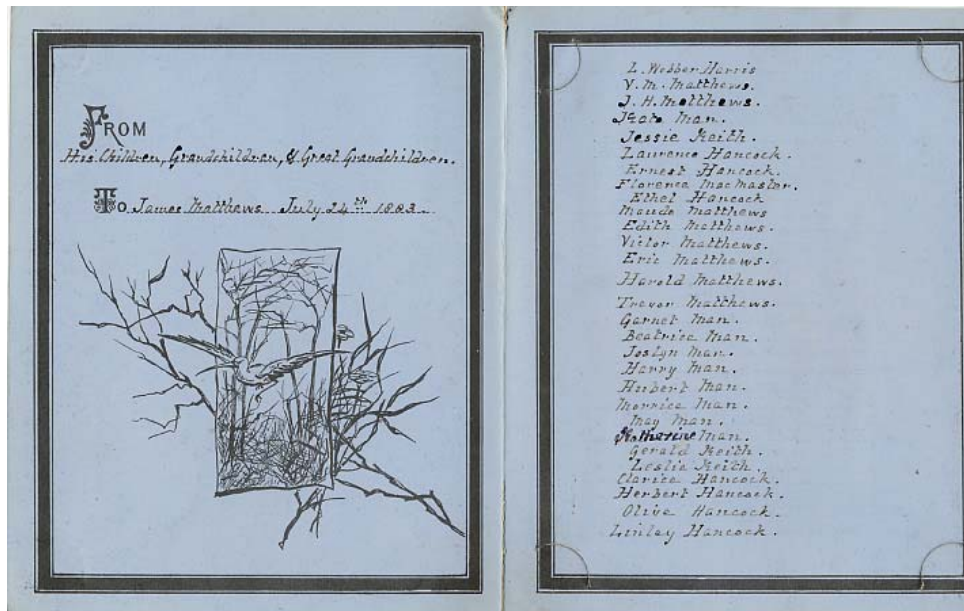 FROM
His Children, Grandchildren, & Great Grandchildren.
To James Matthews July 24th 1883.
L. Webber Harris
V. M. Matthews.
J. H. Matthews.
Kate Man.
Jessie Keith.
Laurence Hancock.
Ernest Hancock.
Florence MacMaster.
Ethel Hancock
Maude Matthews
Edith Matthews.
Victor Matthews.
Eric Matthews.
Harold Matthews.
Trevor Matthews.
Garnet Man.
Beatrice Man.
Joslyn Man.
Harry Man.
Hubert Man.
Morrice Man.
May Man.
Katherine Man.
Gerald Keith.
Leslie Keith.
Clarice Hancock.
Herbert Hancock.
Olive Hancock.
Linley Hancock.